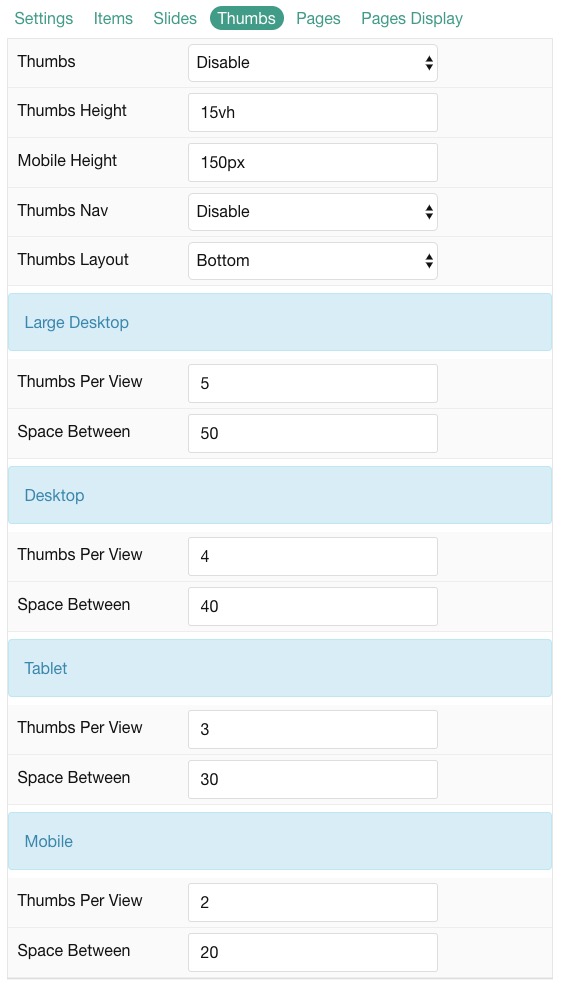 Settings Items Slides Thumbs Pages Pages Display
Thumbs Disable
Thumbs Height 15vh
Mobile Height 150px
Thumbs Nav Disable
Thumbs Layout Bottom
Large Desktop
Thumbs Per View 5
Space Between 50
Desktop
Thumbs Per View 4
Space Between 40
Tablet
Thumbs Per View 3
Space Between 30
Mobile
Thumbs Per View 2
Space Between 20